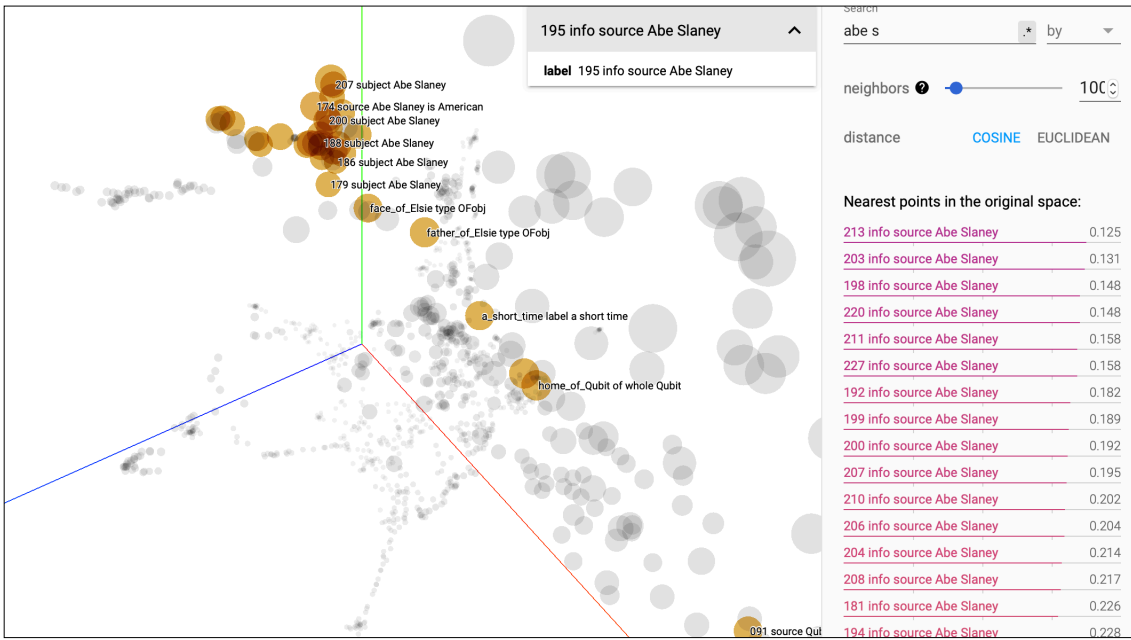 207 subject Abe Slaney
174 source Abe Slaney is American
200 subject Abe Slaney
188 subject Abe Slaney
186 subject Abe Slaney
179 subject Abe Slaney
face_of_Elsie type OFobj
father_of_Elsie type OFobj
a_short_time label a short time
home_of_Qubit of whole Qubit
091 source Qubi
195 info source Abe Slaney
label 195 info source Abe Slaney
Search
abe s
.*
by
neighbors ?
100
distance
COSINE EUCLIDEAN
Nearest points in the original space:
213 info source Abe Slaney 0.125
203 info source Abe Slaney 0.131
198 info source Abe Slaney 0.148
220 info source Abe Slaney 0.148
211 info source Abe Slaney 0.158
227 info source Abe Slaney 0.158
192 info source Abe Slaney 0.182
199 info source Abe Slaney 0.189
200 info source Abe Slaney 0.192
207 info source Abe Slaney 0.195
210 info source Abe Slaney 0.202
206 info source Abe Slaney 0.204
204 info source Abe Slaney 0.214
208 info source Abe Slaney 0.217
181 info source Abe Slaney 0.226
194 info source Abe Slaney 0.228